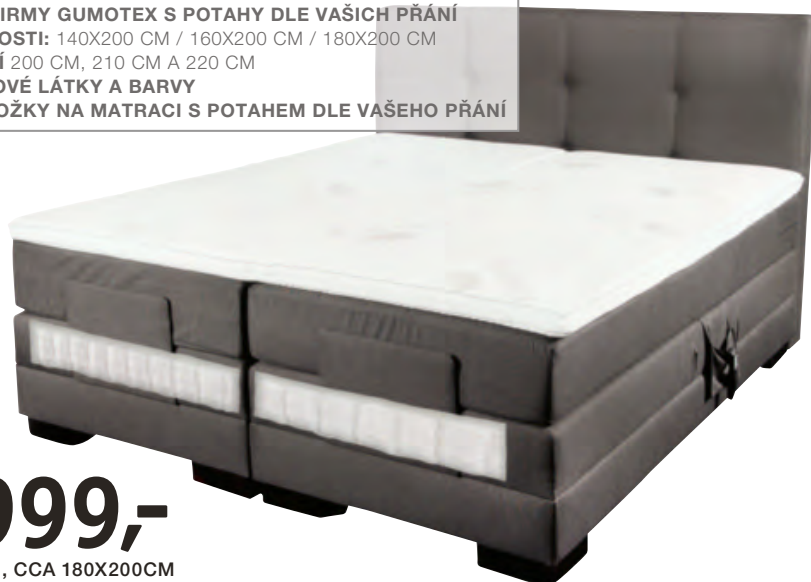 IRMY GUMOTEX S POTAHY DLE VAŠICH PŘÁNÍ
OSTI: 140X200 CM / 160X200 CM / 180X200 CM
Í 200 CM, 210 CM A 220 CM
OVÉ LÁTKY A BARVY
OŽKY NA MATRACI S POTAHEM DLE VAŠEHO PŘÁNÍ
999,-
, CCA 180X200CM